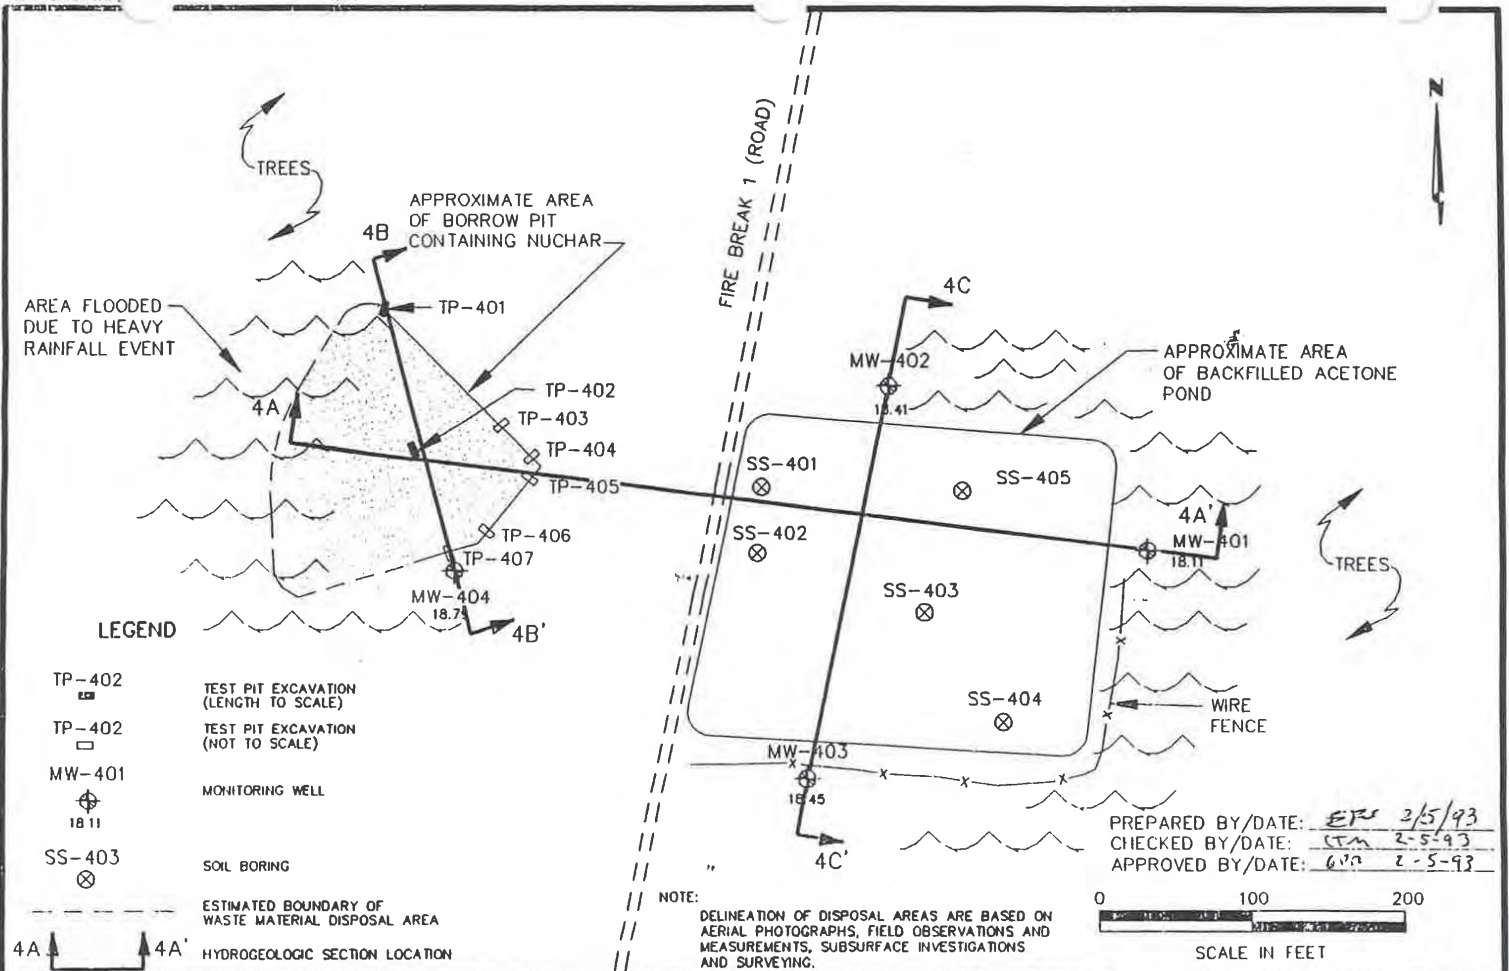 N
TREES
APPROXIMATE AREA
OF BORROW PIT
CONTAINING NUCHAR
4B
FIRE BREAK 1 (ROAD)
AREA FLOODED
DUE TO HEAVY
RAINFALL EVENT
TP-401
4C
MW-402
18.41
APPROXIMATE AREA
OF BACKFILLED ACETONE
POND
TP-402
4A
TP-403
TP-404
TP-405
SS-401
SS-405
4A'
TP-406
SS-402
MW-401
18.11
TP-407
TREES
MW-404
18.75
SS-403
4B'
SS-404
WIRE
FENCE
MW-403
18.45
4C'
LEGEND
TP-402
TEST PIT EXCAVATION
(LENGTH TO SCALE)
TP-402
TEST PIT EXCAVATION
(NOT TO SCALE)
MW-401
18.11
MONITORING WELL
SS-403
SOIL BORING
ESTIMATED BOUNDARY OF
WASTE MATERIAL DISPOSAL AREA
4A 4A'
HYDROGEOLOGIC SECTION LOCATION
NOTE:
DELINEATION OF DISPOSAL AREAS ARE BASED ON
AERIAL PHOTOGRAPHS, FIELD OBSERVATIONS AND
MEASUREMENTS, SUBSURFACE INVESTIGATIONS
AND SURVEYING.
PREPARED BY/DATE: 2/5/93
CHECKED BY/DATE: 2-5-93
APPROVED BY/DATE: 2-5-93
0 100 200
SCALE IN FEET